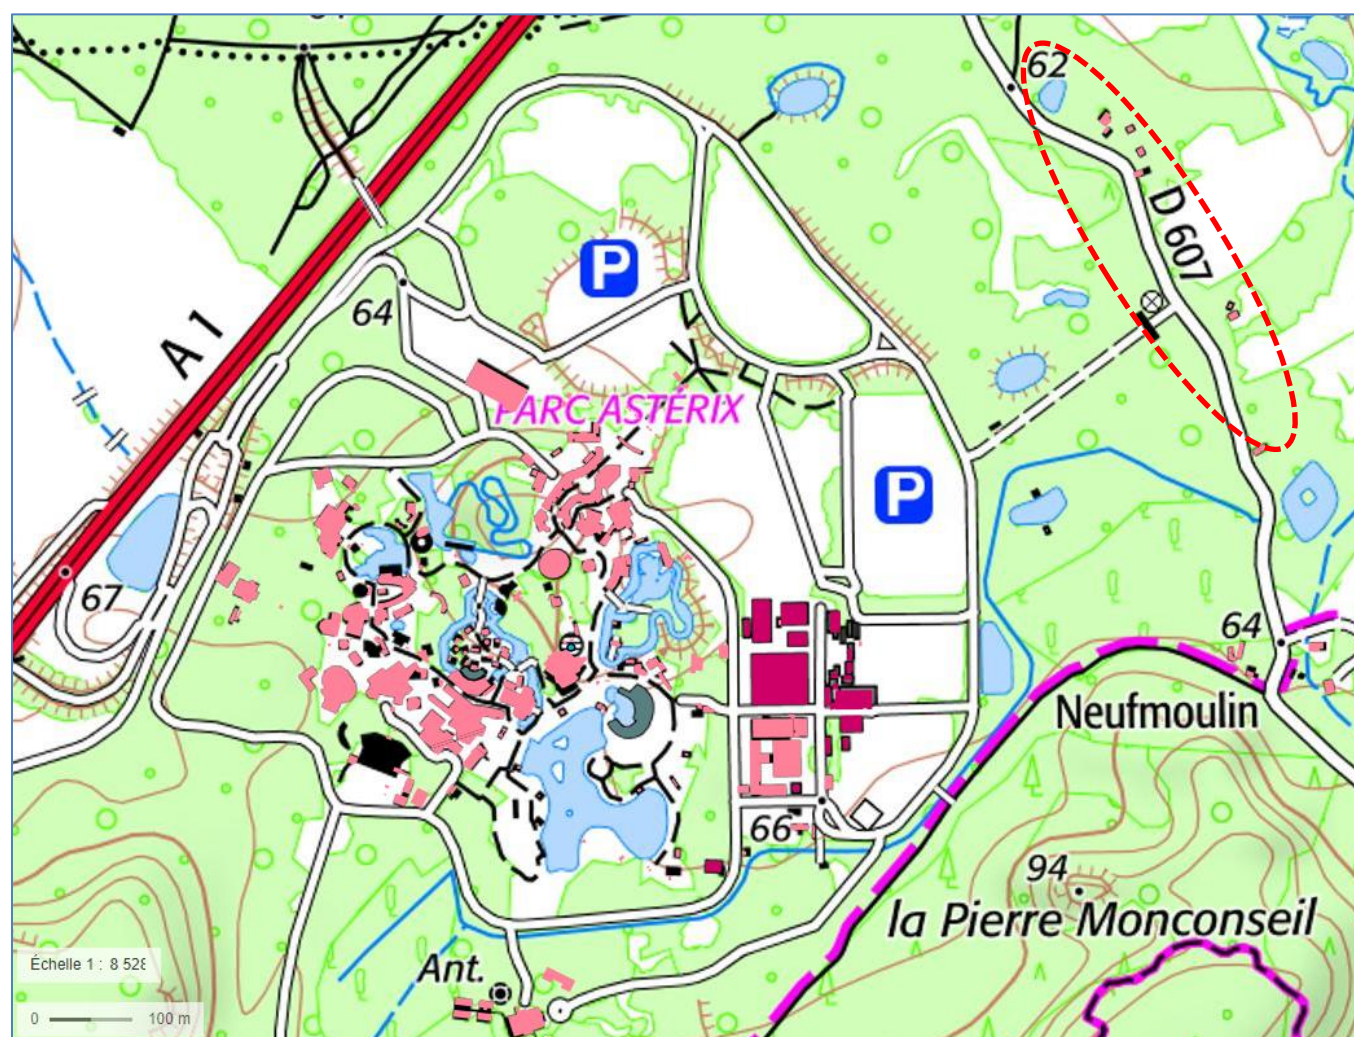 62
D 607
P
A 1
64
PARC ASTÉRIX
P
67
64
Neufmoulin
66
94
la Pierre Monconseil
Échelle 1 : 8 528
Ant.
0 100 m